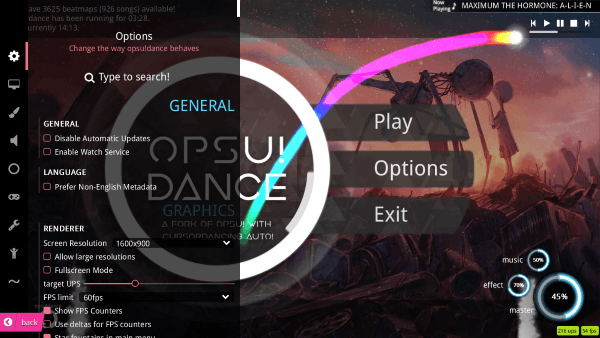 ave 3625 beatmaps (926 songs) available!
dance has been running for 03:28.
urrently 14:13.
Now Playing
MAXIMUM THE HORMONE: A-L-I-E-N
Options
Change the way opsu!dance behaves
Type to search!
GENERAL
GENERAL
Disable Automatic Updates
Enable Watch Service
LANGUAGE
Prefer Non-English Metadata
GRAPHICS
RENDERER
Screen Resolution 1600x900
Allow large resolutions
Fullscreen Mode
target UPS
FPS limit 60fps
Show FPS Counters
Use deltas for FPS counters
Star fountains in main menu
back
OPSU!
DANCE
A FORK OF OPSU! WITH
CURSORDANCING AUTO!
Play
Options
Exit
music 50%
effect 70%
master 45%
216 ups
54 fps